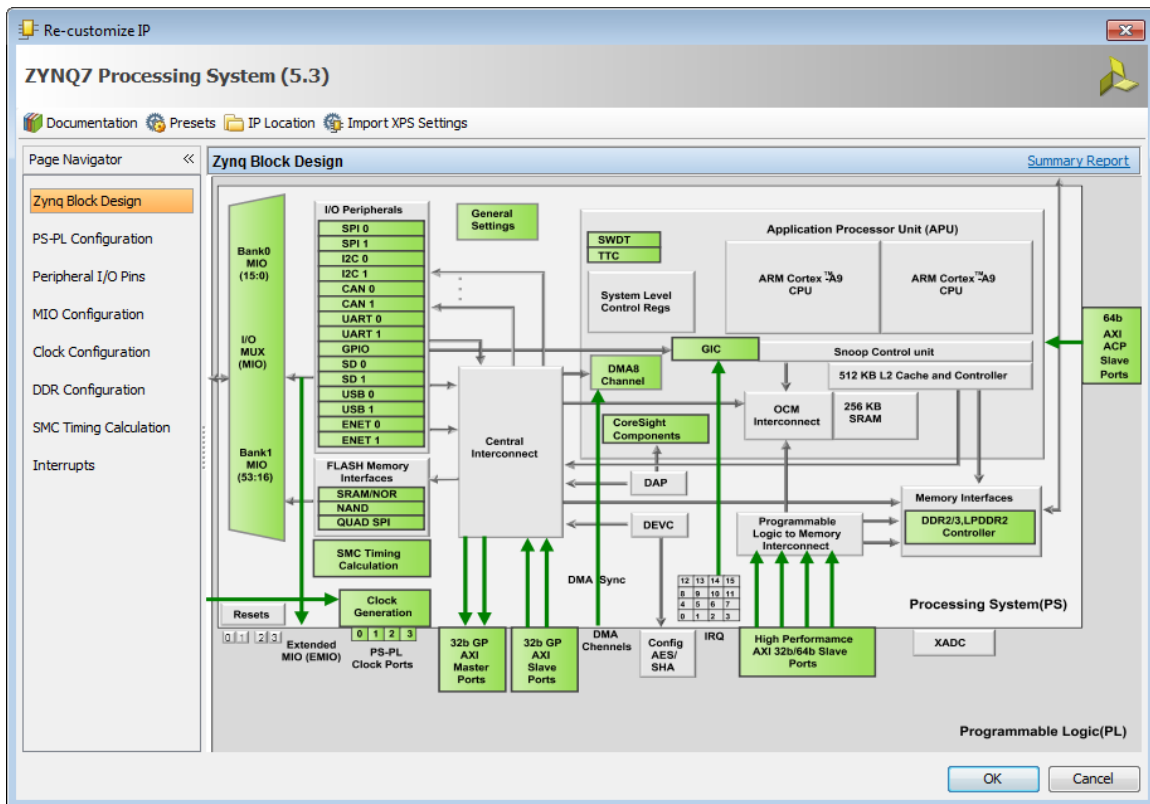 Re-customize IP
ZYNQ7 Processing System (5.3)
Documentation Presets IP Location Import XPS Settings
Page Navigator «
Zynq Block Design
PS-PL Configuration
Peripheral I/O Pins
MIO Configuration
Clock Configuration
DDR Configuration
SMC Timing Calculation
Interrupts
Zynq Block Design
Summary Report
Bank0
MIO
(15:0)
I/O
MUX
(MIO)
Bank1
MIO
(53:16)
I/O Peripherals
SPI 0
SPI 1
I2C 0
I2C 1
CAN 0
CAN 1
UART 0
UART 1
GPIO
SD 0
SD 1
USB 0
USB 1
ENET 0
ENET 1
FLASH Memory
Interfaces
SRAM/NOR
NAND
QUAD SPI
SMC Timing
Calculation
General
Settings
Application Processor Unit (APU)
SWDT
TTC
System Level
Control Regs
ARM Cortex™-A9
CPU
ARM Cortex™-A9
CPU
GIC
Snoop Control unit
DMA8
Channel
512 KB L2 Cache and Controller
OCM
Interconnect
256 KB
SRAM
CoreSight
Components
Central
Interconnect
DAP
DEVC
Programmable
Logic to Memory
Interconnect
Memory Interfaces
DDR2/3,LPDDR2
Controller
64b
AXI
ACP
Slave
Ports
DMA Sync
12 13 14 15
8 9 10 11
4 5 6 7
0 1 2 3
IRQ
Processing System(PS)
Resets
0 1 2 3
Extended
MIO (EMIO)
Clock
Generation
0 1 2 3
PS-PL
Clock Ports
32b GP
AXI
Master
Ports
32b GP
AXI
Slave
Ports
DMA
Channels
Config
AES/
SHA
High Performamce
AXI 32b/64b Slave
Ports
XADC
Programmable Logic(PL)
OK
Cancel